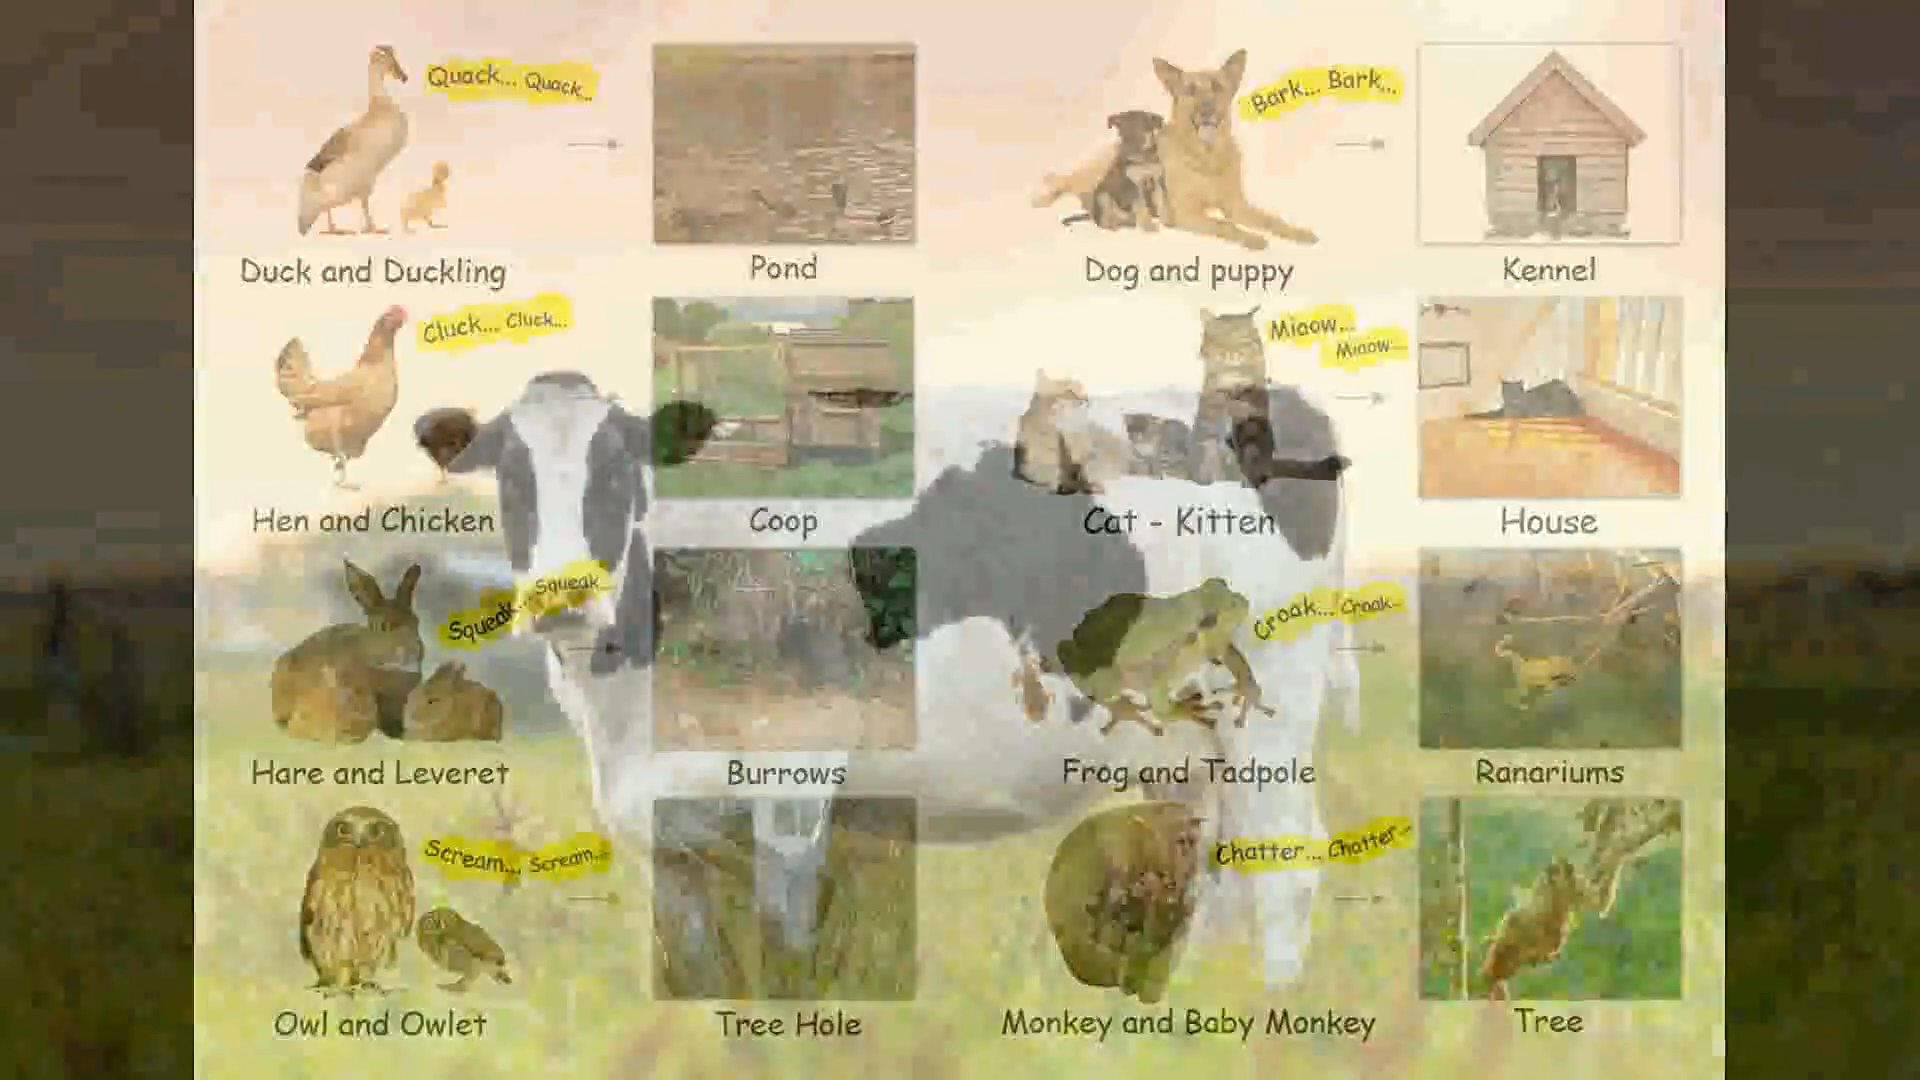 Quack... Quack...
Bark... Bark...
Duck and Duckling
Pond
Dog and puppy
Kennel
Cluck... Cluck...
Miaow...
Miaow...
Hen and Chicken
Coop
Cat - Kitten
House
Squeak... Squeak...
Croak... Croak...
Hare and Leveret
Burrows
Frog and Tadpole
Ranariums
Scream... Scream...
Chatter... Chatter...
Owl and Owlet
Tree Hole
Monkey and Baby Monkey
Tree